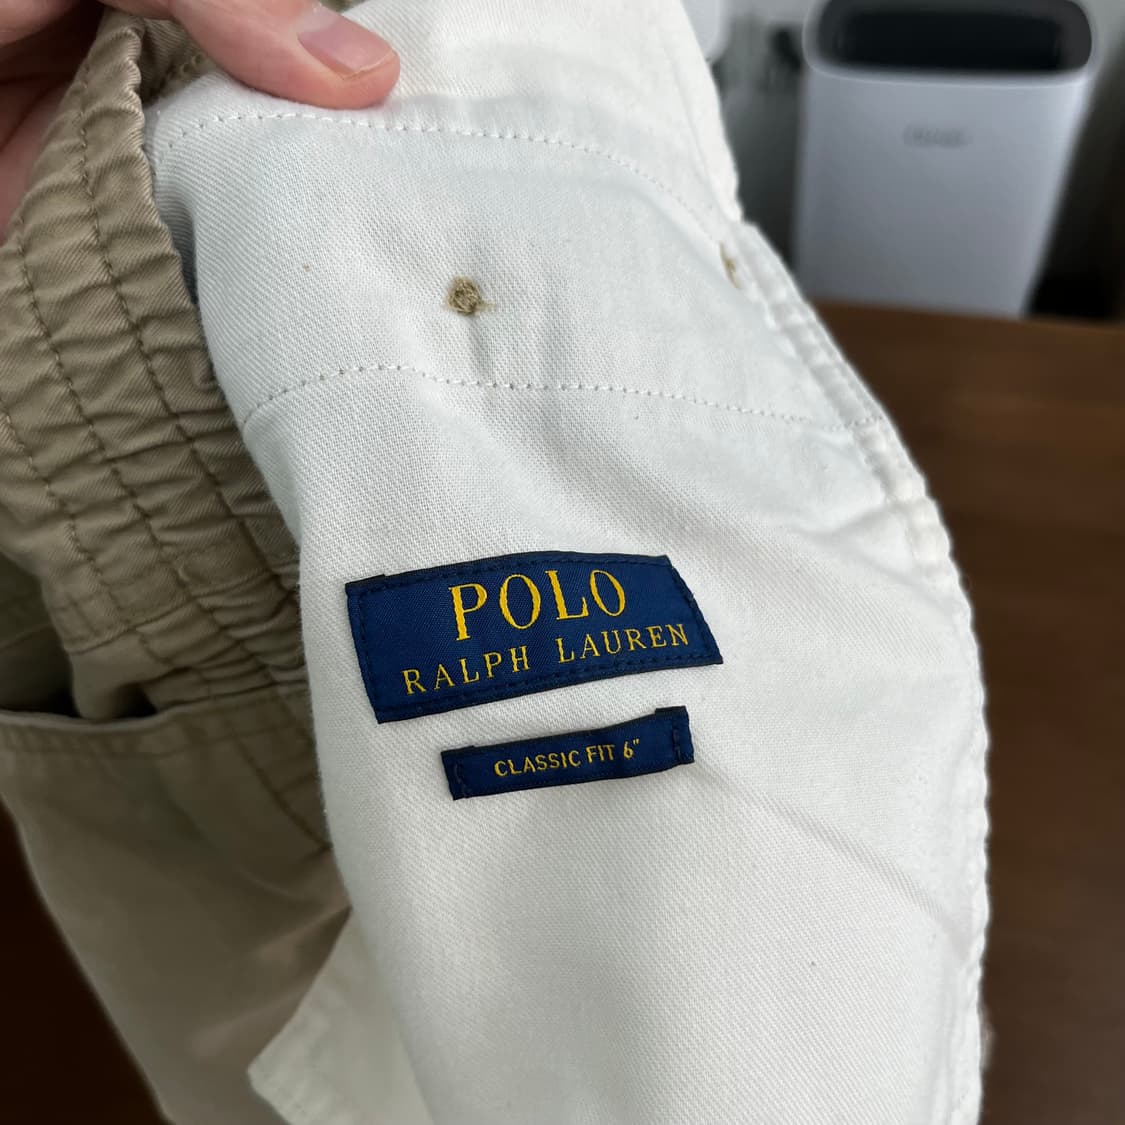 POLO
RALPH LAUREN
CLASSIC FIT 6"